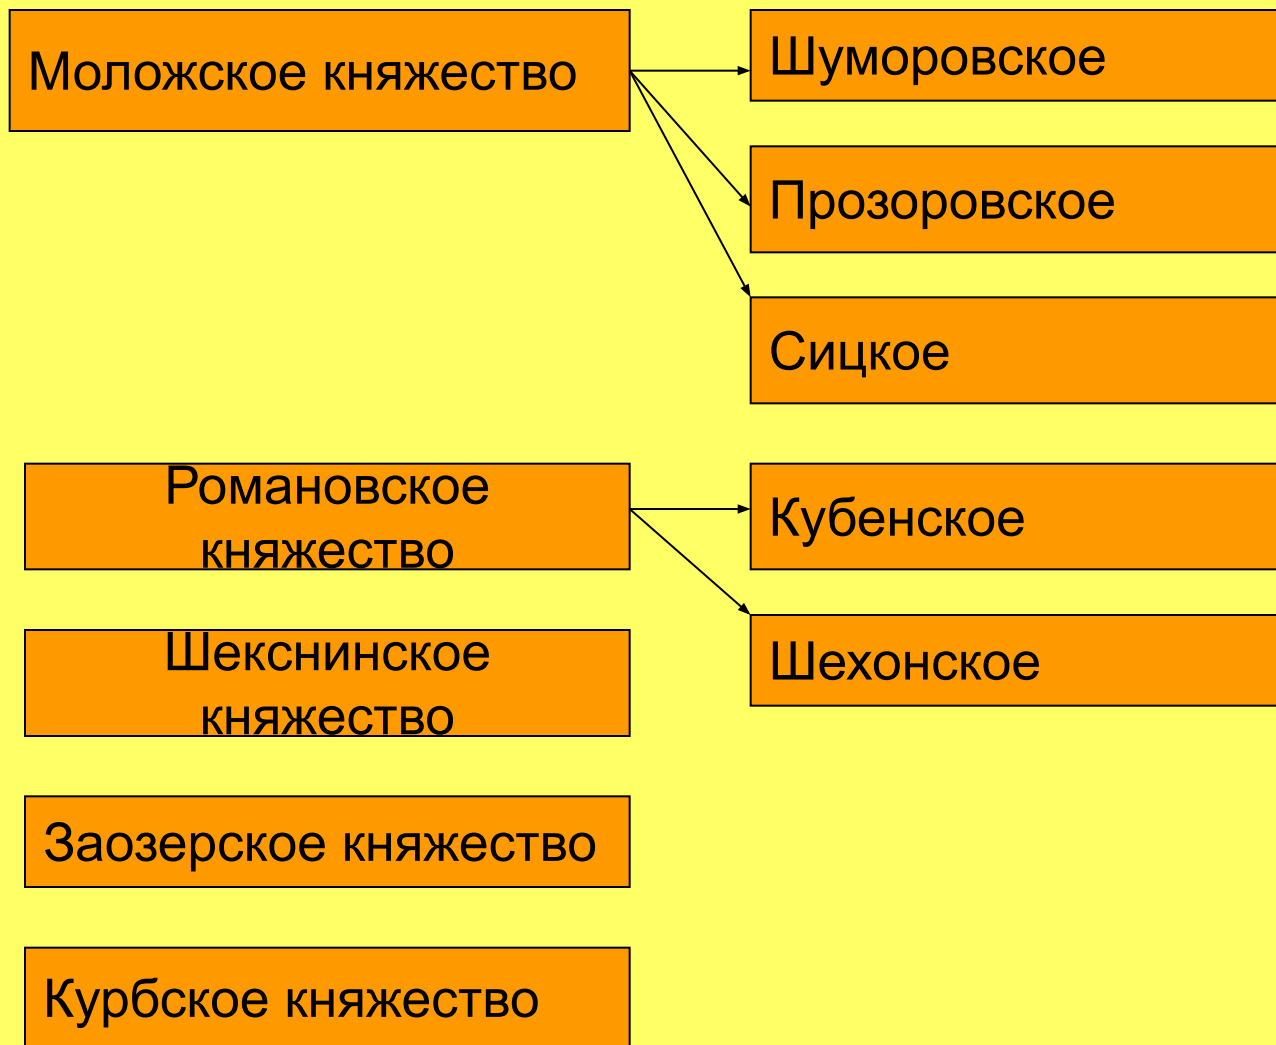 Моложское княжество
Шуморовское
Прозоровское
Сицкое
Романовское
княжество
Кубенское
Шекснинское
княжество
Шехонское
Заозерское княжество
Курбское княжество